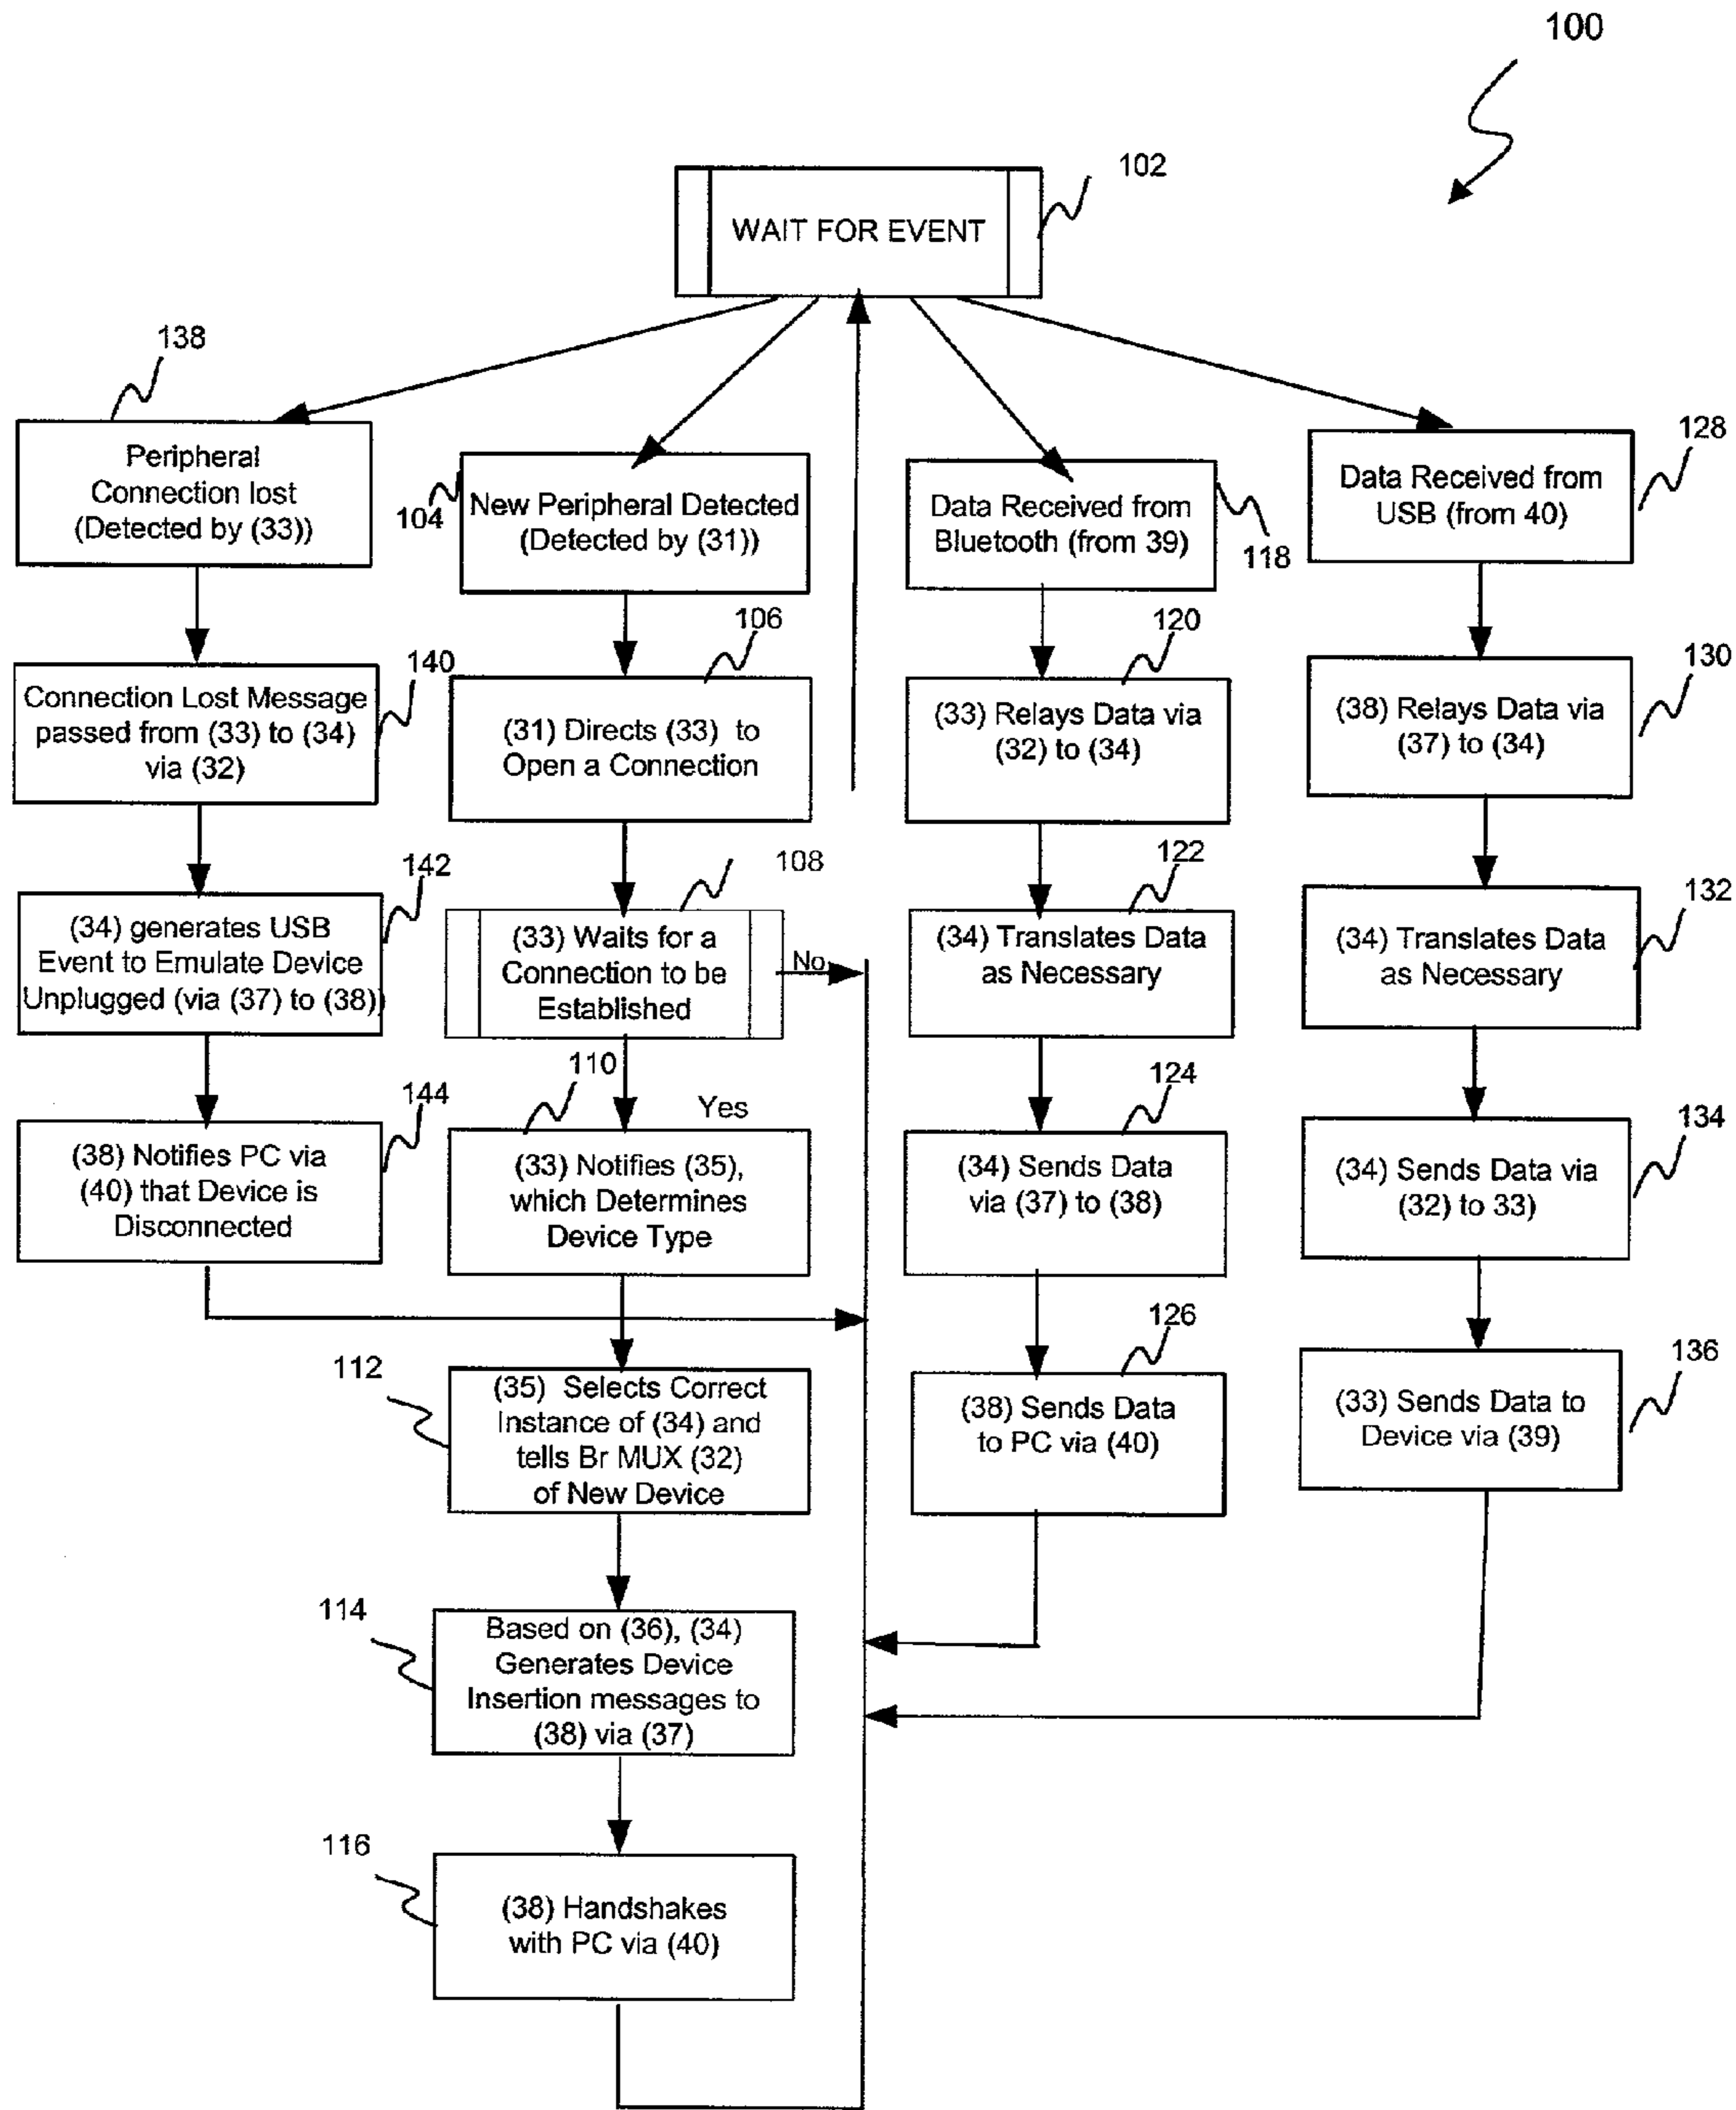 100
102
WAIT FOR EVENT
138
Peripheral
Connection lost
(Detected by (33))
104
New Peripheral Detected
(Detected by (31))
Data Received from
Bluetooth (from 39)
118
Data Received from
USB (from 40)
128
140
Connection Lost Message
passed from (33) to (34)
via (32)
106
(31) Directs (33) to
Open a Connection
120
(33) Relays Data via
(32) to (34)
130
(38) Relays Data via
(37) to (34)
142
(34) generates USB
Event to Emulate Device
Unplugged (via (37) to (38))
108
(33) Waits for a
Connection to be
Established
No
122
(34) Translates Data
as Necessary
132
(34) Translates Data
as Necessary
144
(38) Notifies PC via
(40) that Device is
Disconnected
110
Yes
(33) Notifies (35),
which Determines
Device Type
124
(34) Sends Data
via (37) to (38)
134
(34) Sends Data via
(32) to 33)
112
(35) Selects Correct
Instance of (34) and
tells Br MUX (32)
of New Device
126
(38) Sends Data
to PC via (40)
136
(33) Sends Data to
Device via (39)
114
Based on (36), (34)
Generates Device
Insertion messages to
(38) via (37)
116
(38) Handshakes
with PC via (40)